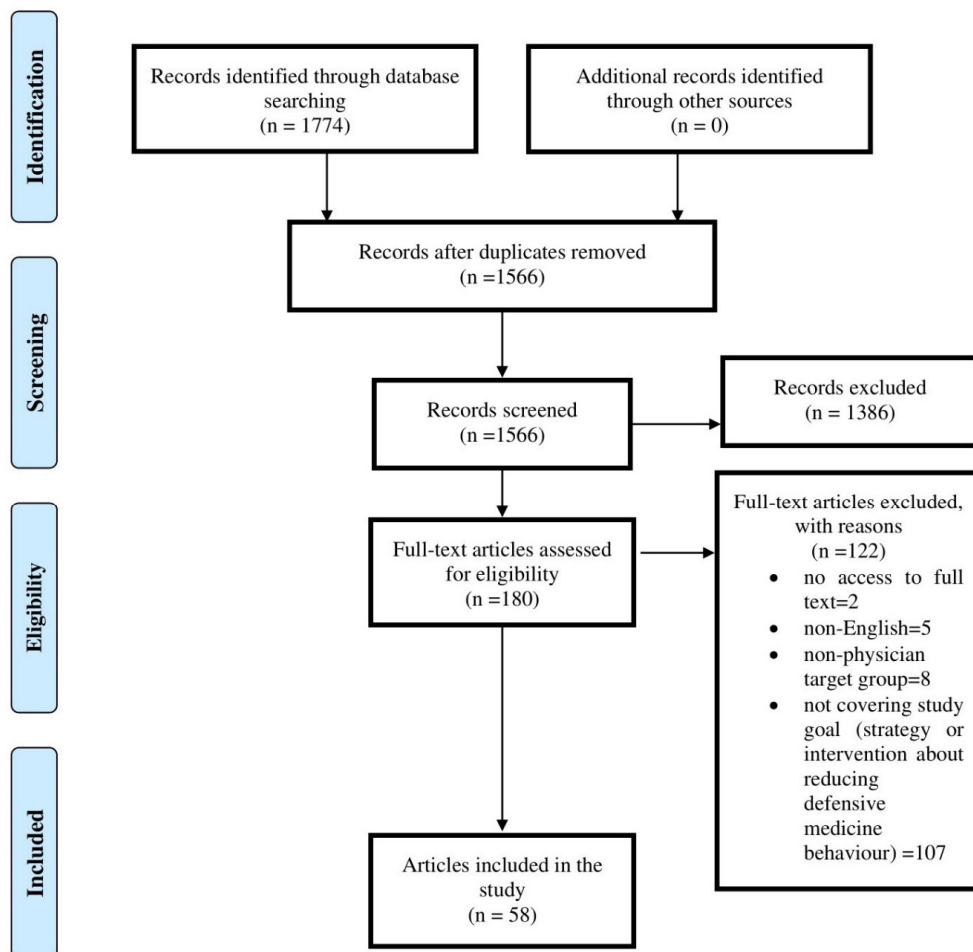 Identification
Records identified through database
searching
(n = 1774)
Additional records identified
through other sources
(n = 0)
Records after duplicates removed
(n =1566)
Screening
Records screened
(n =1566)
Records excluded
(n = 1386)
Eligibility
Full-text articles assessed
for eligibility
(n =180)
Full-text articles excluded,
with reasons
(n =122)
• no access to full
text=2
• non-English=5
• non-physician
target group=8
• not covering study
goal (strategy or
intervention about
reducing
defensive
medicine
behaviour) =107
Included
Articles included in the
study
(n = 58)